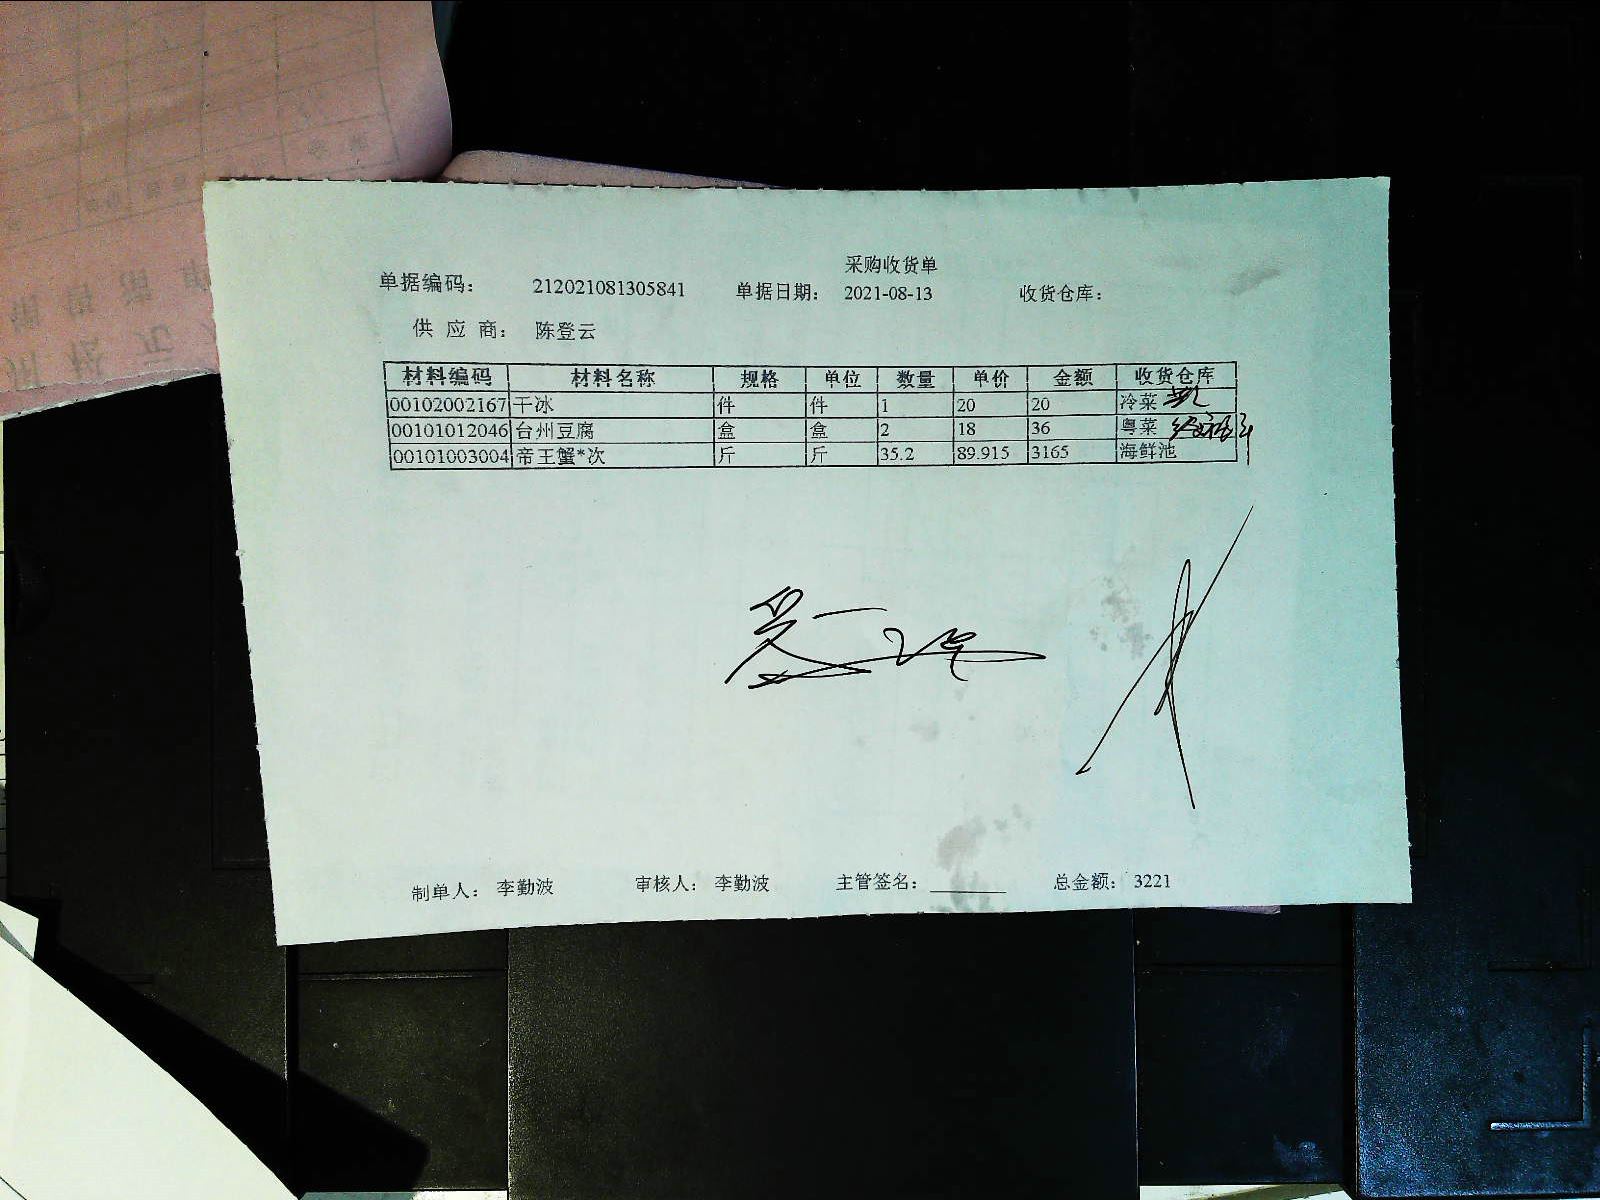 采购收货单
单据编码： 212021081305841 单据日期： 2021-08-13 收货仓库：
供 应 商： 陈登云
材料编码 材料名称 规格 单位 数量 单价 金额 收货仓库
00102002167 干冰 件 件 1 20 20 冷菜
00101012046 台州豆腐 盒 盒 2 18 36 粤菜
00101003004 帝王蟹*次 斤 斤 35.2 89.915 3165 海鲜池
制单人： 李勤波 审核人： 李勤波 主管签名： 总金额： 3221